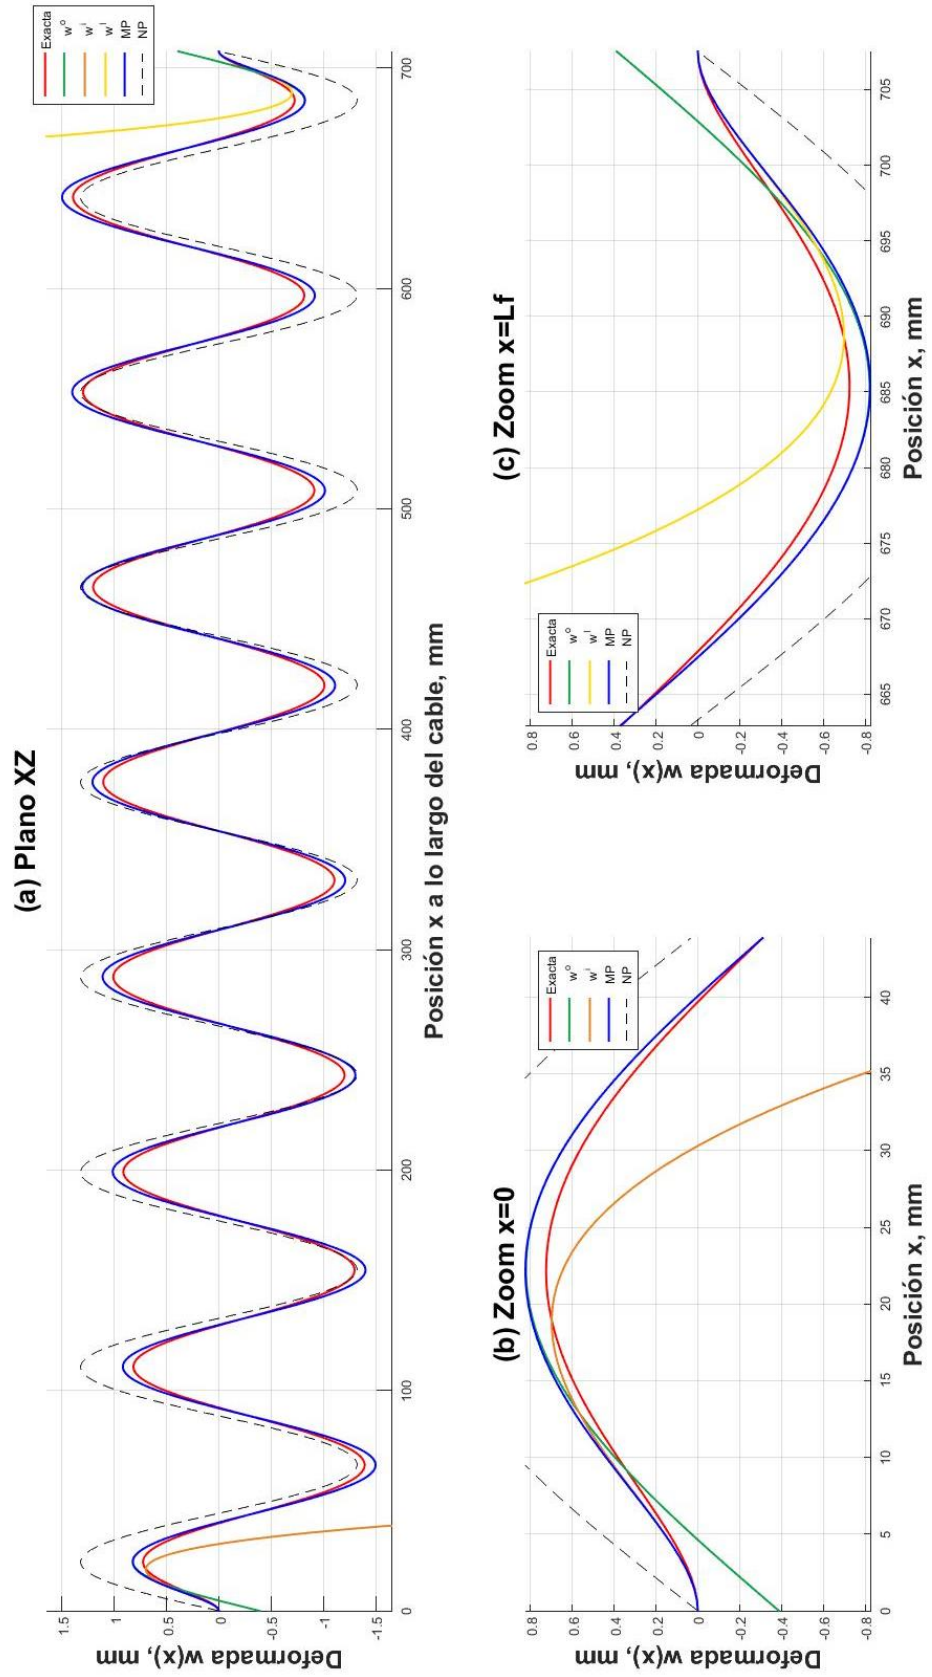 (a) Plano XZ
Deformada w(x), mm
1.5
1
0.5
0
-0.5
-1
-1.5
0
100
200
300
400
500
600
700
Posición x a lo largo del cable, mm
Exacta
w^o
w^i
w^l
MP
NP
(b) Zoom x=0
Deformada w(x), mm
0.8
0.6
0.4
0.2
0
-0.2
-0.4
-0.6
-0.8
0
5
10
15
20
25
30
35
40
Posición x, mm
Exacta
w^o
w^i
MP
NP
(c) Zoom x=Lf
Deformada w(x), mm
0.8
0.6
0.4
0.2
0
-0.2
-0.4
-0.6
-0.8
665
670
675
680
685
690
695
700
705
Posición x, mm
Exacta
w^o
w^l
MP
NP